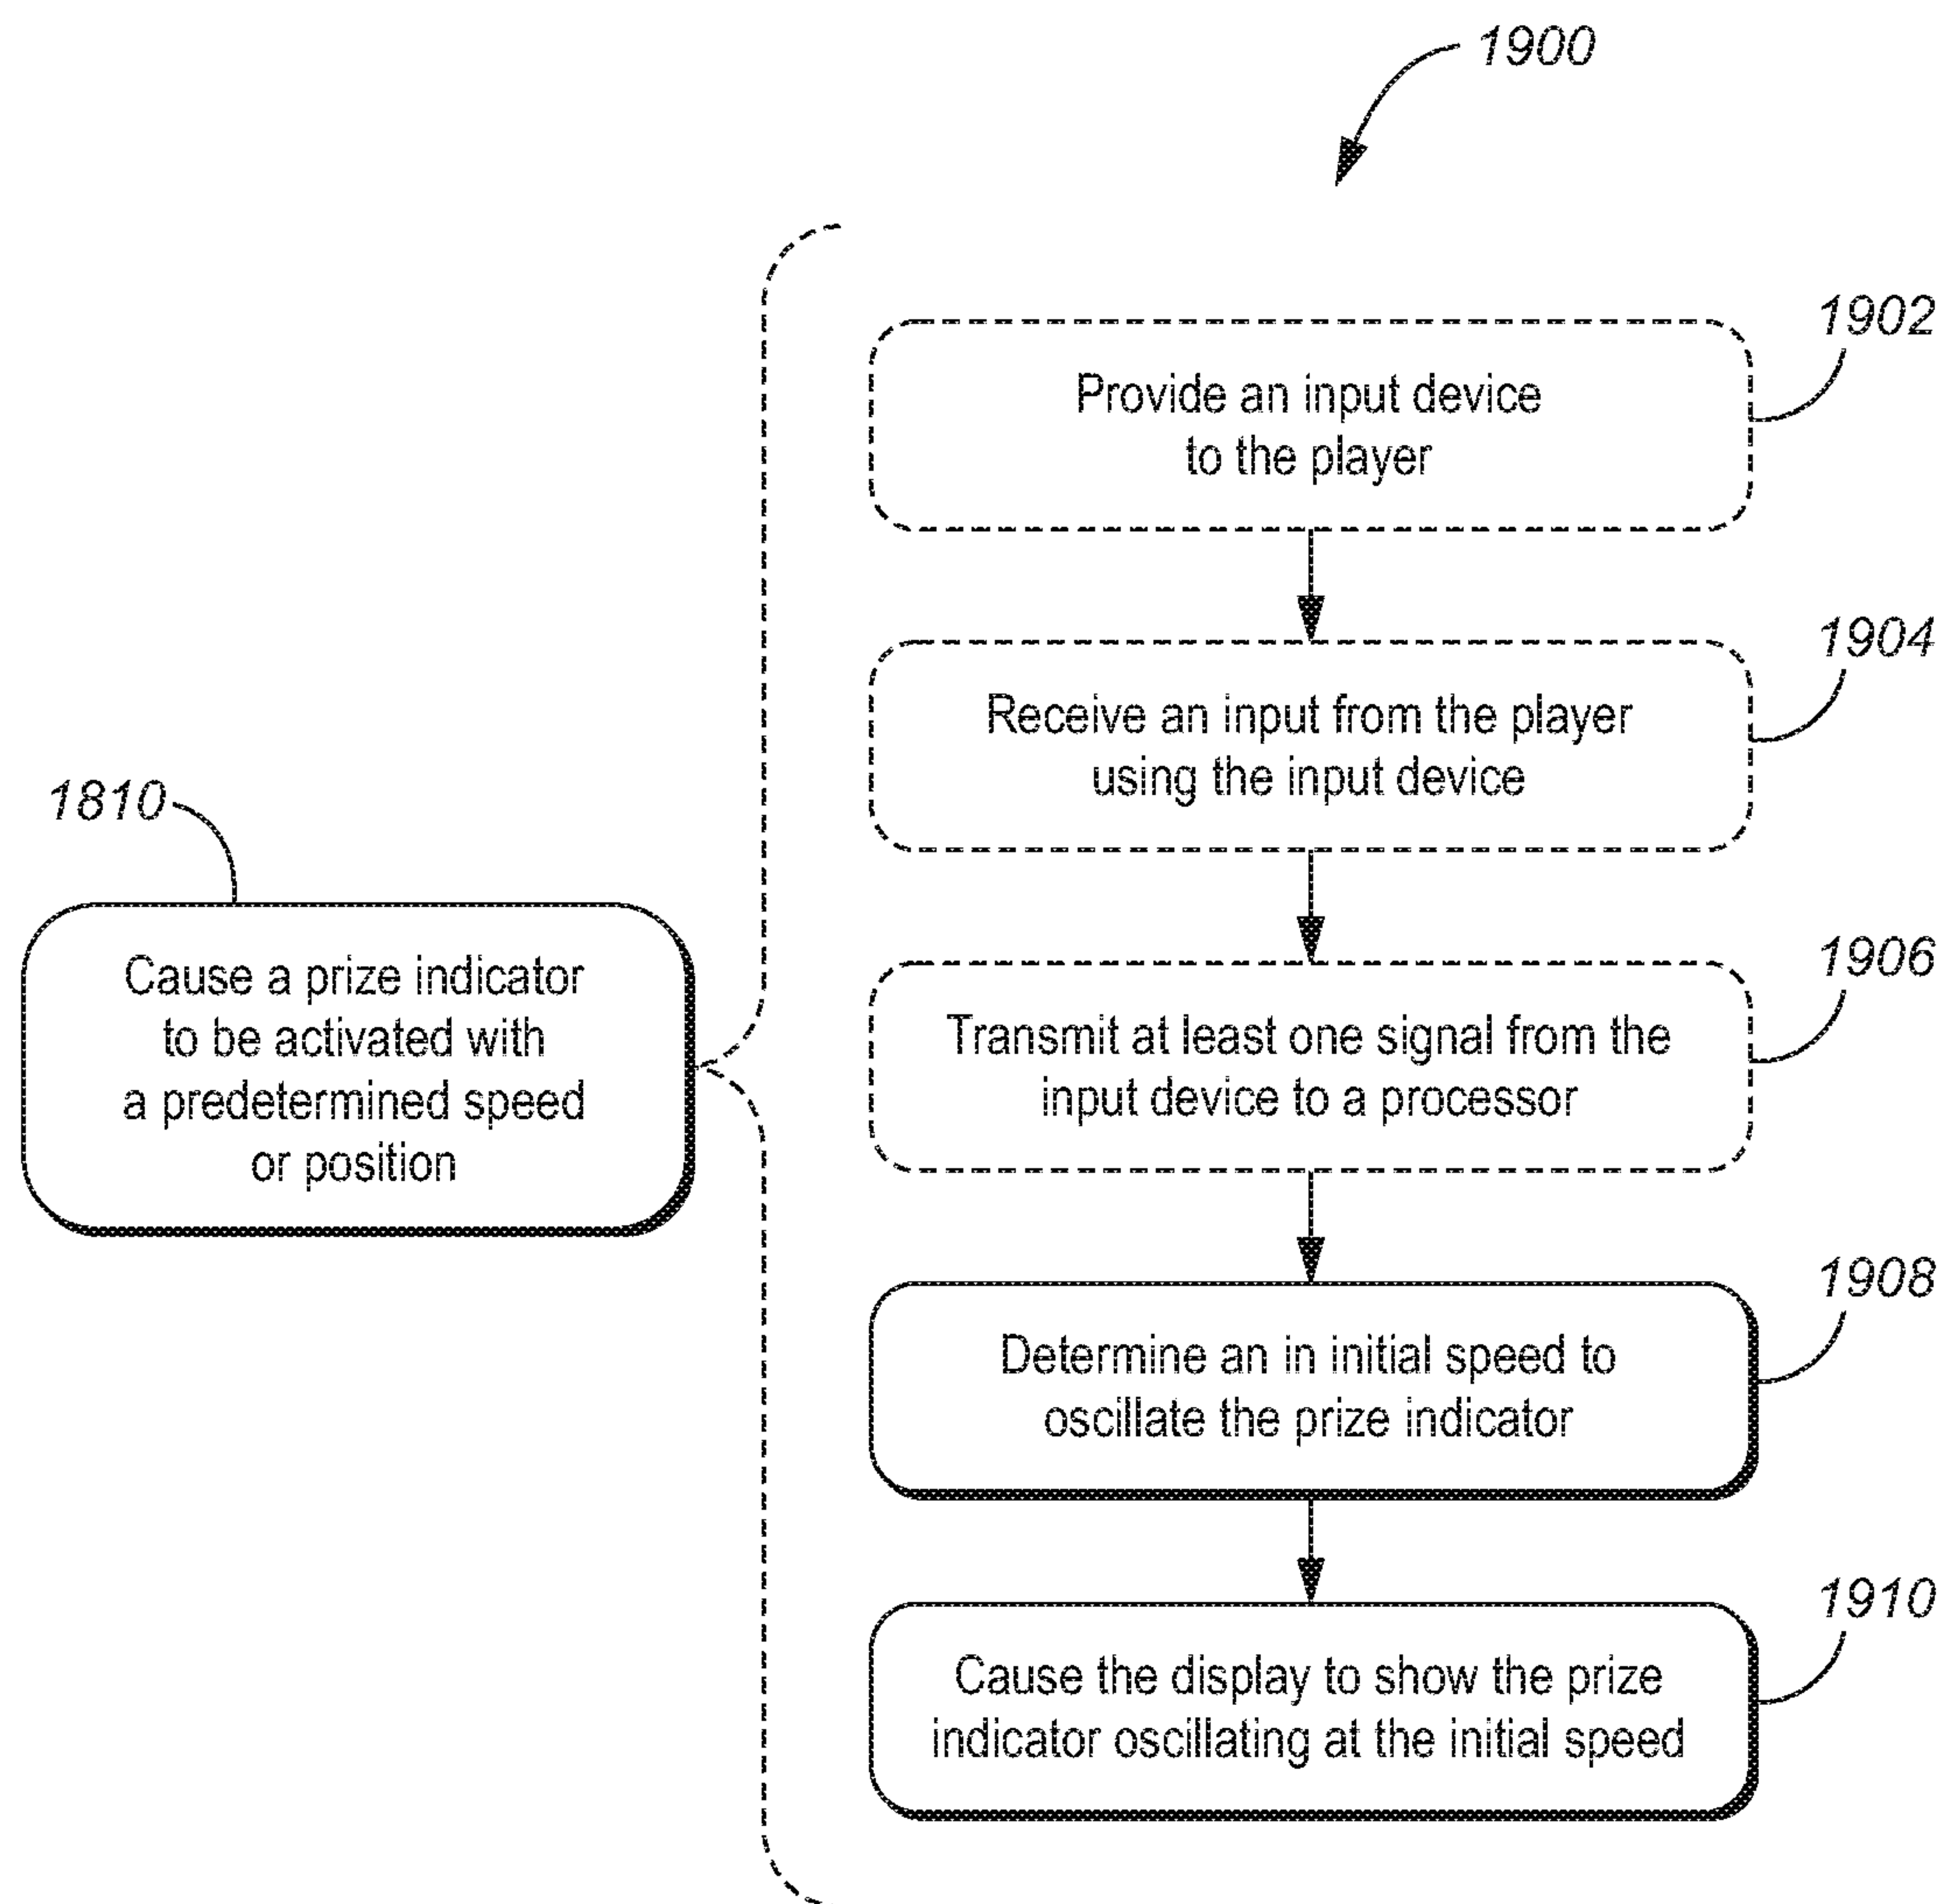 1900
1902
Provide an input device
to the player
1904
Receive an input from the player
using the input device
1810
Cause a prize indicator
to be activated with
a predetermined speed
or position
1906
Transmit at least one signal from the
input device to a processor
1908
Determine an in initial speed to
oscillate the prize indicator
1910
Cause the display to show the prize
indicator oscillating at the initial speed